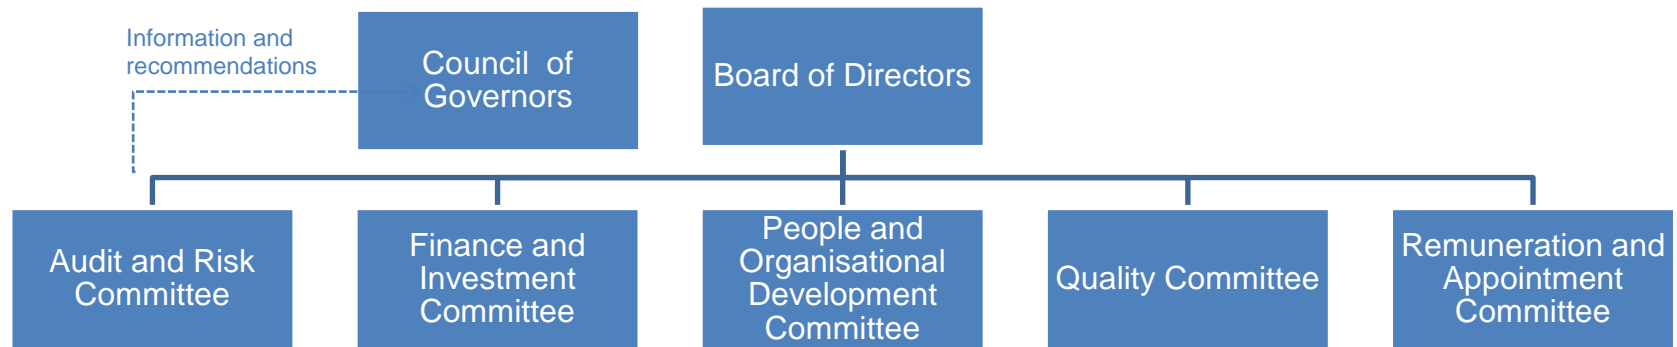 Information and
recommendations
Council of
Governors
Board of Directors
Audit and Risk
Committee
Finance and
Investment
Committee
People and
Organisational
Development
Committee
Quality Committee
Remuneration and
Appointment
Committee